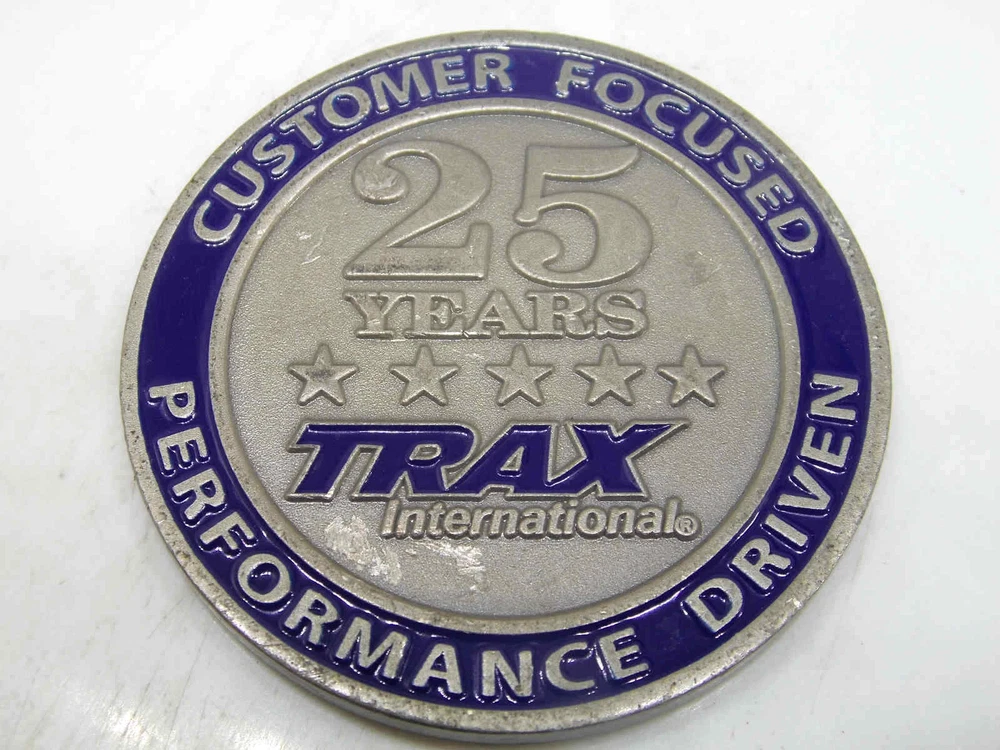 CUSTOMER FOCUSED
25
YEARS
TRAX
International®
PERFORMANCE DRIVEN